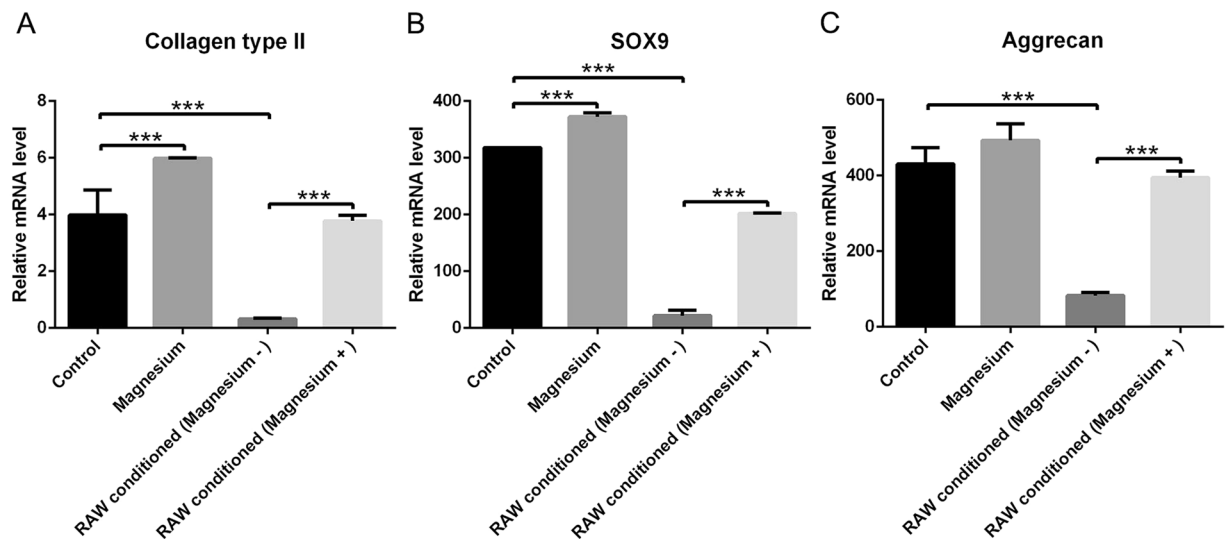 A
Collagen type II
Relative mRNA level
8
6
4
2
0
***
***
***
Control
Magnesium
RAW conditioned (Magnesium - )
RAW conditioned (Magnesium + )
B
SOX9
Relative mRNA level
400
300
200
100
0
***
***
***
Control
Magnesium
RAW conditioned (Magnesium - )
RAW conditioned (Magnesium + )
C
Aggrecan
Relative mRNA level
600
400
200
0
***
***
Control
Magnesium
RAW conditioned (Magnesium - )
RAW conditioned (Magnesium + )